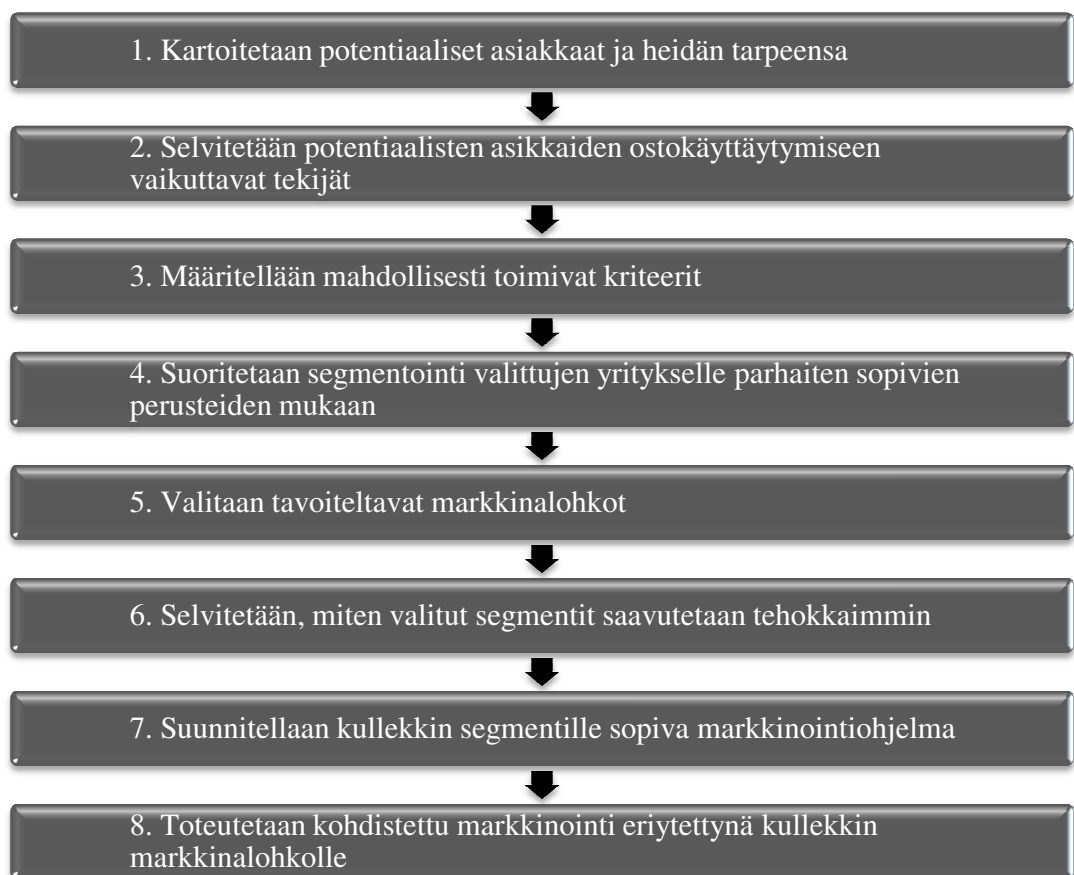 1. Kartoitetaan potentiaaliset asiakkaat ja heidän tarpeensa
2. Selvitetään potentiaalisten asikkaiden ostokäyttäytymiseen
vaikuttavat tekijät
3. Määritellään mahdollisesti toimivat kriteerit
4. Suoritetaan segmentointi valittujen yritykselle parhaiten sopivien
perusteiden mukaan
5. Valitaan tavoiteltavat markkinalohkot
6. Selvitetään, miten valitut segmentit saavutetaan tehokkaimmin
7. Suunnitellaan kullekkin segmentille sopiva markkinointiohjelma
8. Toteutetaan kohdistettu markkinointi eriytettynä kullekkin
markkinalohkolle